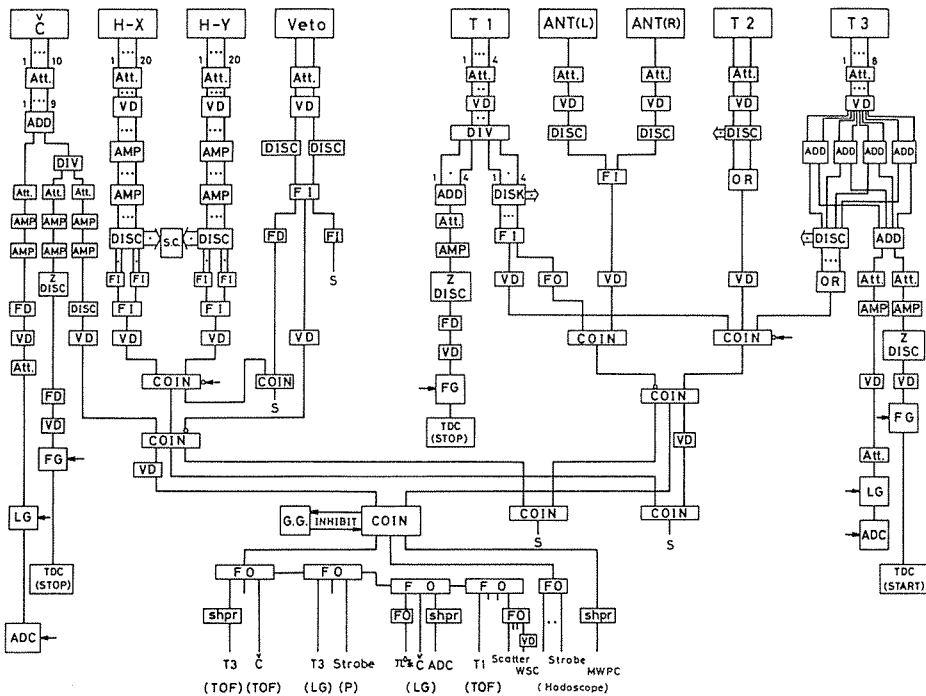 Č H-X H-Y Veto T 1 ANT(L) ANT(R) T 2 T 3
1 10 1 20 1 20 1 4 1 8
Att. Att. Att. Att. Att. Att. Att. Att. Att.
1 9 VD VD VD VD VD VD VD VD
ADD DIV DISC DISC DISC
DISC DISC
DIV AMP AMP ADD ADD ADD ADD
1 4 1 4
Att. Att. Att. AMP AMP FI ADD DISK FI OR
AMP AMP AMP Att.
DISC S.C. DISC FD FI FI DISC ADD
AMP AMP AMP AMP
Z DISC FI FI FI FI S Z DISC VD FO VD VD OR Att. Att.
FD DISC FI FI FD AMP AMP
VD VD VD VD VD VD COIN COIN Z DISC
Att. COIN COIN FG VD VD
FD S COIN FG
VD COIN TDC (STOP) VD
FG VD Att.
LG G.G. INHIBIT COIN COIN COIN LG
S S ADC
TDC (STOP) F O F O F O F O FO TDC (START)
ADC shpr FO shpr FO shpr
VD
T3 Č T3 Strobe π°* Č ADC T1 Scatter WSC Strobe MWPC
(TOF) (TOF) (LG) (P) (LG) (TOF) (Hodoscope)